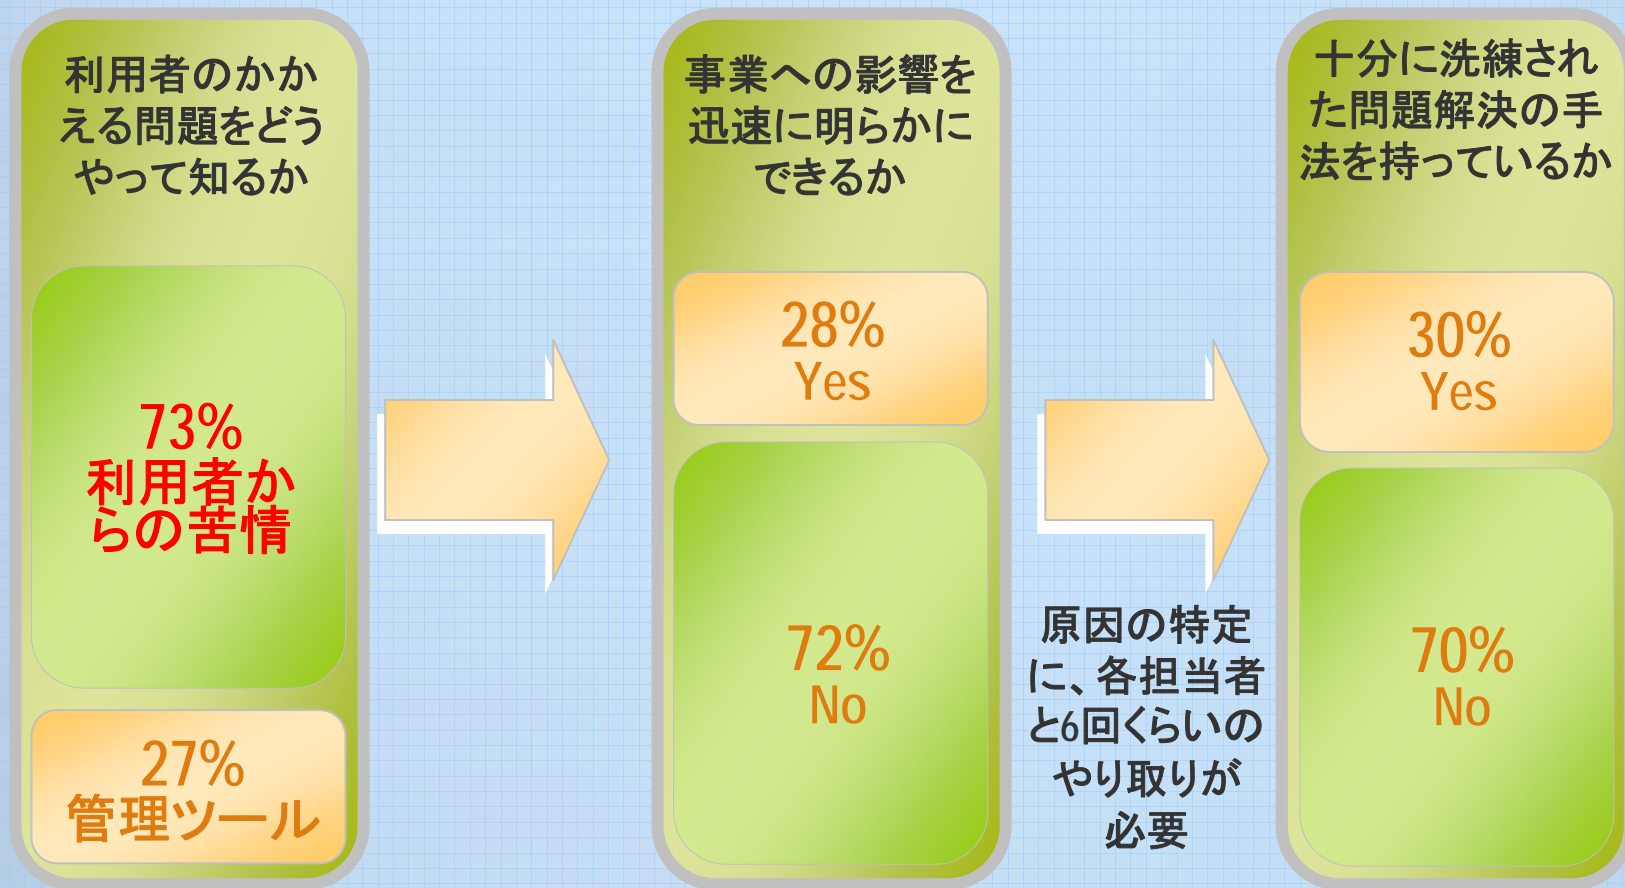 利用者のかか
える問題をどう
やって知るか
73%
利用者か
らの苦情
27%
管理ツール
事業への影響を
迅速に明らかに
できるか
28%
Yes
72%
No
原因の特定
に、各担当者
と6回くらいの
やり取りが
必要
十分に洗練され
た問題解決の手
法を持っているか
30%
Yes
70%
No